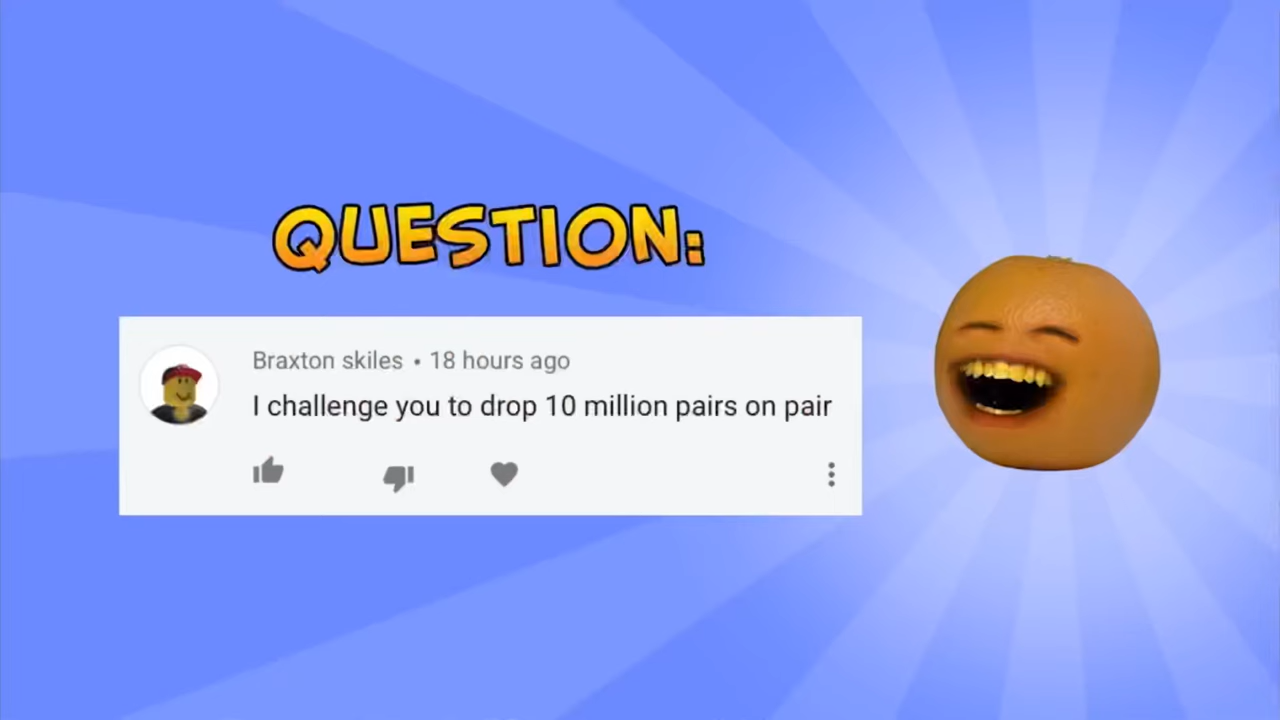 QUESTION:
Braxton skiles • 18 hours ago
I challenge you to drop 10 million pairs on pair